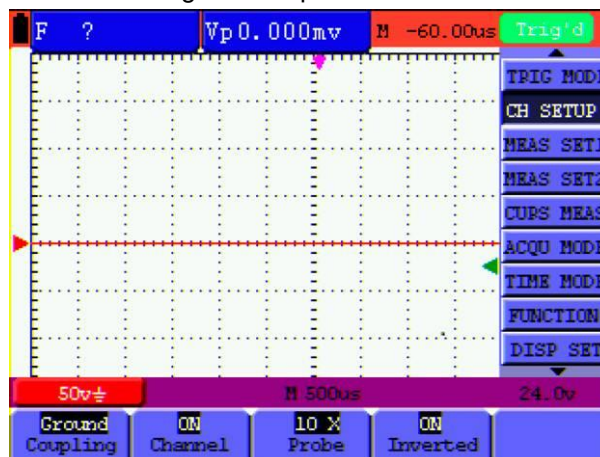 F ? Vp0.000mv M -60.00us Trig'd
TRIG MODE
CH SETUP
MEAS SET1
MEAS SET2
CURS MEAS
ACQU MODE
TIME MODE
FUNCTION
DISP SET
50v M 500us 24.0v
Ground ON 10 X ON
Coupling Channel Probe Inverted